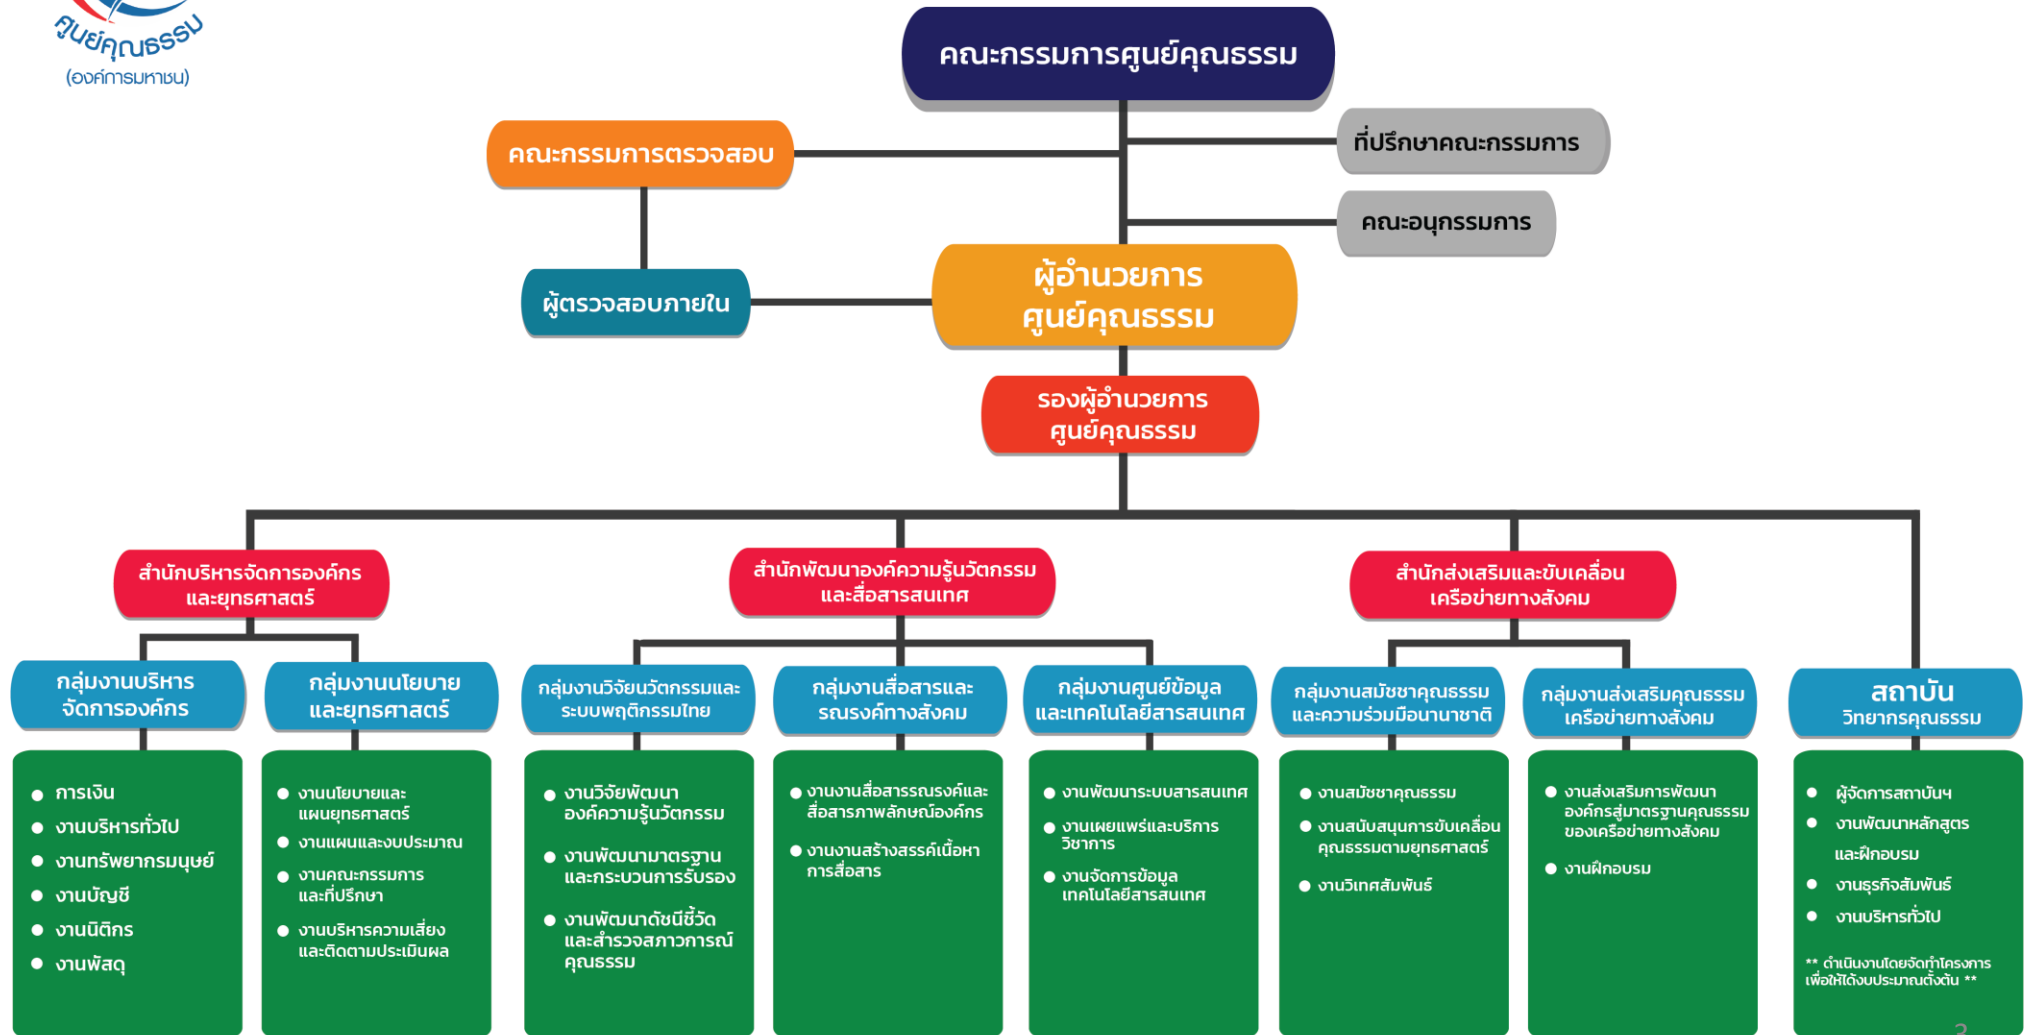 ศูนย์คุณธรรม
(องค์การมหาชน)
คณะกรรมการศูนย์คุณธรรม
คณะกรรมการตรวจสอบ
ที่ปรึกษาคณะกรรมการ
คณะอนุกรรมการ
ผู้อำนวยการ
ศูนย์คุณธรรม
ผู้ตรวจสอบภายใน
รองผู้อำนวยการ
ศูนย์คุณธรรม
สำนักบริหารจัดการองค์กร
และยุทธศาสตร์
สำนักพัฒนาองค์ความรู้นวัตกรรม
และสื่อสารสนเทศ
สำนักส่งเสริมและขับเคลื่อน
เครือข่ายทางสังคม
กลุ่มงานบริหาร
จัดการองค์กร
กลุ่มงานนโยบาย
และยุทธศาสตร์
กลุ่มงานวิจัยนวัตกรรมและ
ระบบพฤติกรรมไทย
กลุ่มงานสื่อสารและ
รณรงค์ทางสังคม
กลุ่มงานศูนย์ข้อมูล
และเทคโนโลยีสารสนเทศ
กลุ่มงานสมัชชาคุณธรรม
และความร่วมมือนานาชาติ
กลุ่มงานส่งเสริมคุณธรรม
เครือข่ายทางสังคม
สถาบัน
วิทยากรคุณธรรม
● การเงิน
● งานบริหารทั่วไป
● งานทรัพยากรมนุษย์
● งานบัญชี
● งานนิติกร
● งานพัสดุ
● งานนโยบายและ
แผนยุทธศาสตร์
● งานแผนและงบประมาณ
● งานคณะกรรมการ
และที่ปรึกษา
● งานบริหารความเสี่ยง
และติดตามประเมินผล
● งานวิจัยพัฒนา
องค์ความรู้นวัตกรรม
● งานพัฒนามาตรฐาน
และกระบวนการรับรอง
● งานพัฒนาดัชนีชี้วัด
และสำรวจสภาวการณ์
คุณธรรม
● งานงานสื่อสารรณรงค์และ
สื่อสารภาพลักษณ์องค์กร
● งานงานสร้างสรรค์เนื้อหา
การสื่อสาร
● งานพัฒนาระบบสารสนเทศ
● งานเผยแพร่และบริการ
วิชาการ
● งานจัดการข้อมูล
เทคโนโลยีสารสนเทศ
● งานสมัชชาคุณธรรม
● งานสนับสนุนการขับเคลื่อน
คุณธรรมตามยุทธศาสตร์
● งานวิเทศสัมพันธ์
● งานส่งเสริมการพัฒนา
องค์กรสู่มาตรฐานคุณธรรม
ของเครือข่ายทางสังคม
● งานฝึกอบรม
● ผู้จัดการสถาบันฯ
● งานพัฒนาหลักสูตร
และฝึกอบรม
● งานธุรกิจสัมพันธ์
● งานบริหารทั่วไป
** ดำเนินงานโดยจัดทำโครงการ
เพื่อให้ได้งบประมาณตั้งต้น **
3